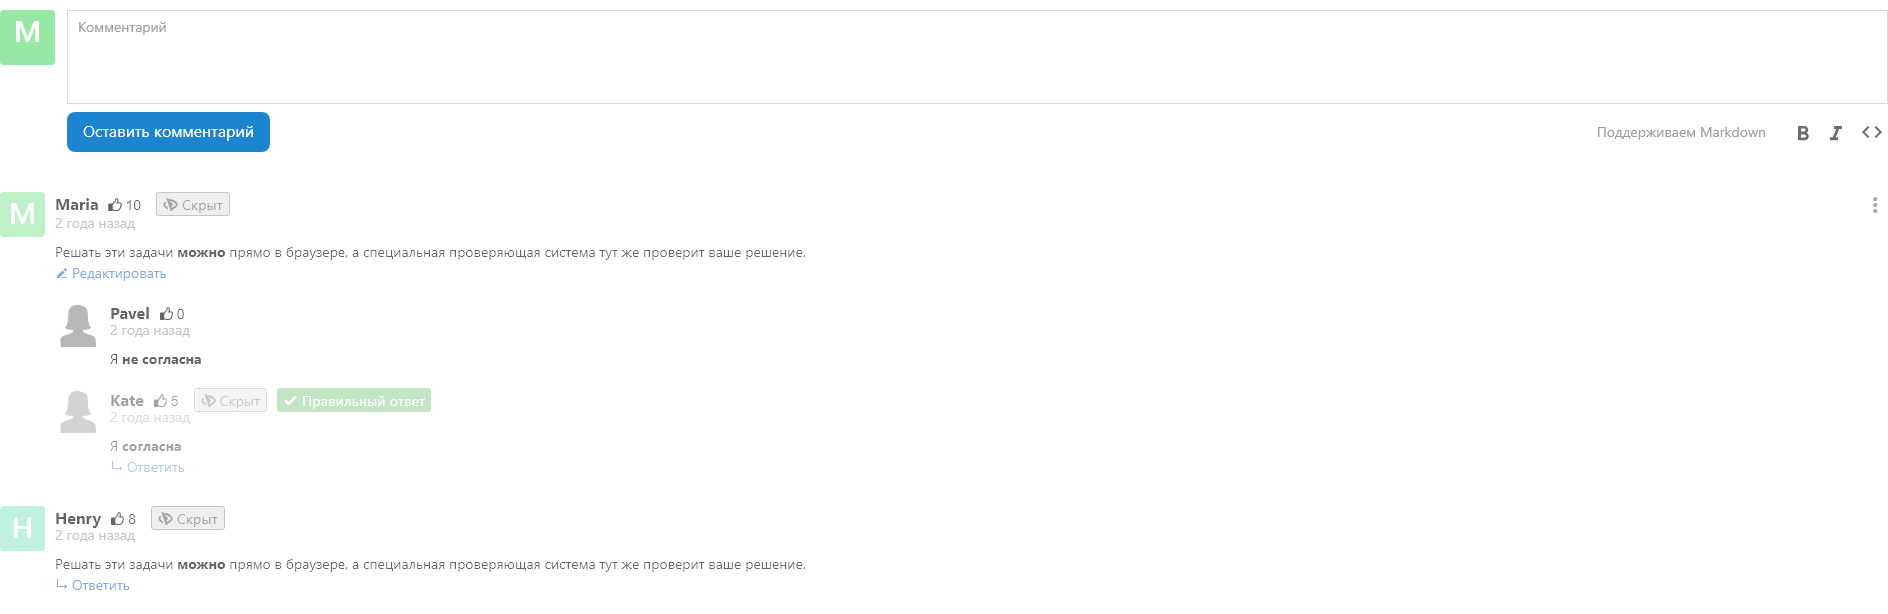 M
Комментарий
Оставить комментарий
Поддерживаем Markdown B I <>
M
Maria 10 Скрыт
2 года назад
Решать эти задачи можно прямо в браузере, а специальная проверяющая система тут же проверит ваше решение.
Редактировать
Pavel 0
2 года назад
Я не согласна
Kate 5 Скрыт Правильный ответ
2 года назад
Я согласна
Ответить
H
Henry 8 Скрыт
2 года назад
Решать эти задачи можно прямо в браузере, а специальная проверяющая система тут же проверит ваше решение.
Ответить